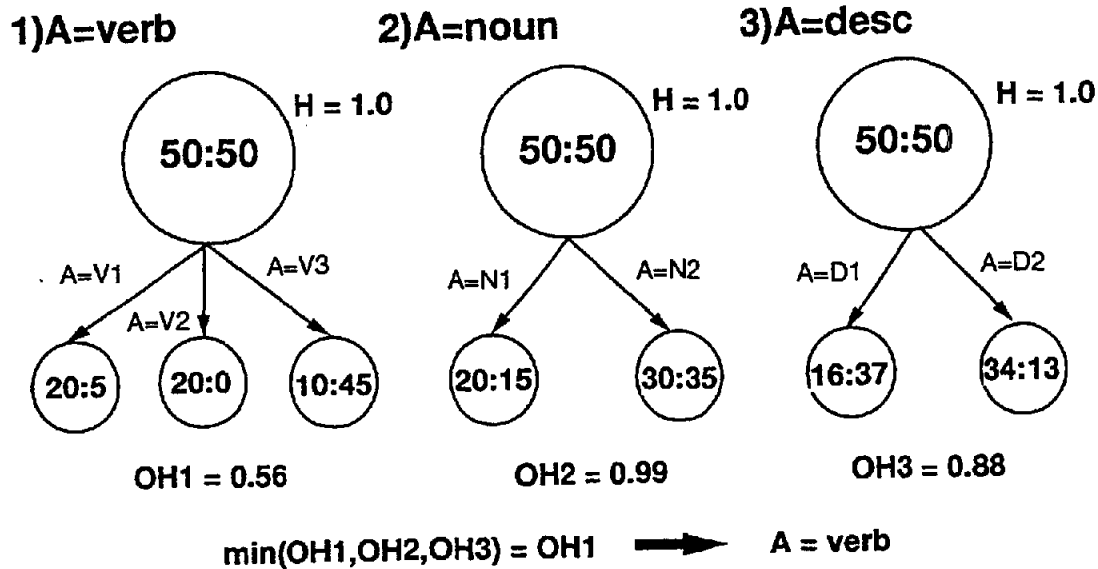 1)A=verb
2)A=noun
3)A=desc
H = 1.0
H = 1.0
H = 1.0
50:50
50:50
50:50
A=V1
A=V2
A=V3
A=N1
A=N2
A=D1
A=D2
20:5
20:0
10:45
20:15
30:35
16:37
34:13
OH1 = 0.56
OH2 = 0.99
OH3 = 0.88
min(OH1,OH2,OH3) = OH1
A = verb